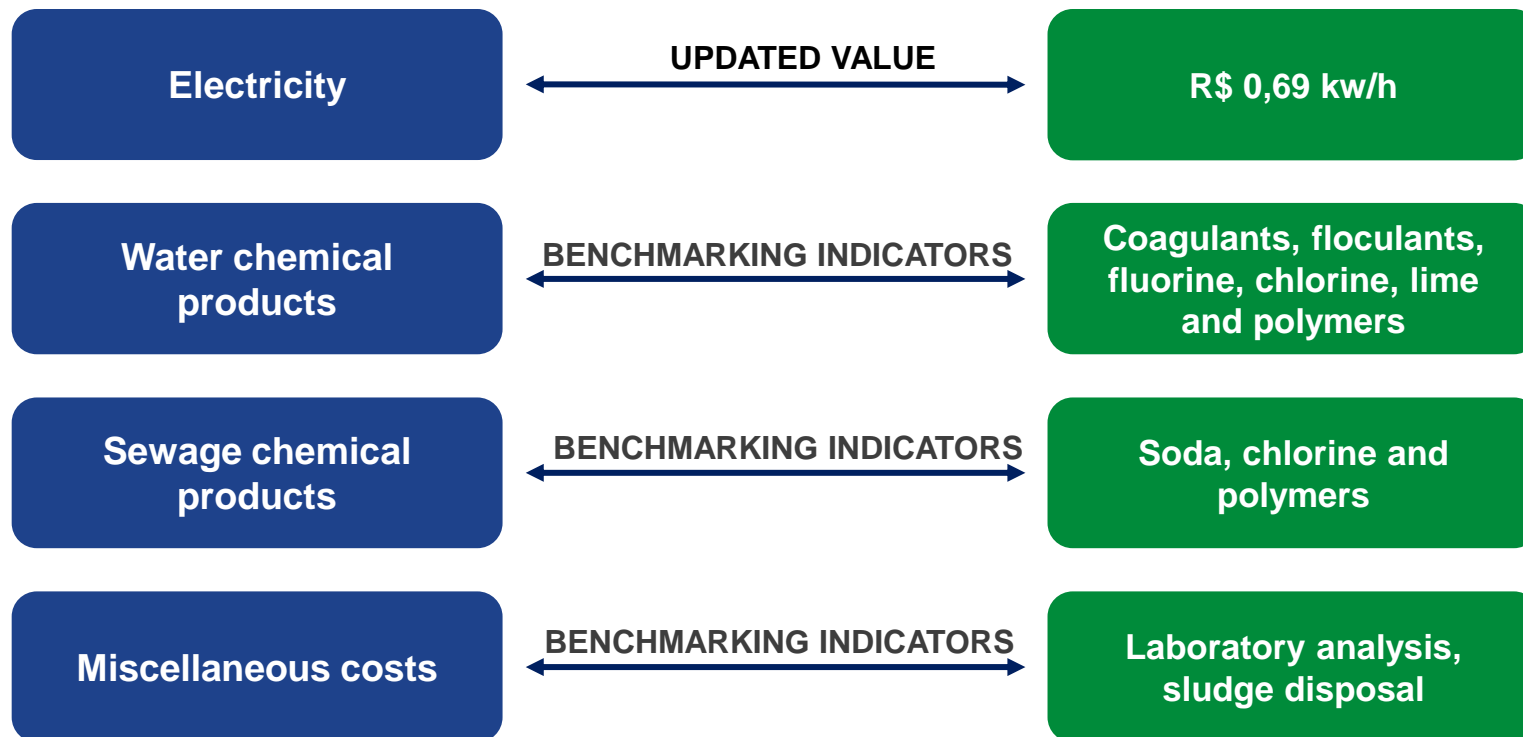 Electricity
UPDATED VALUE
R$ 0,69 kw/h
Water chemical
products
BENCHMARKING INDICATORS
Coagulants, floculants,
fluorine, chlorine, lime
and polymers
Sewage chemical
products
BENCHMARKING INDICATORS
Soda, chlorine and
polymers
Miscellaneous costs
BENCHMARKING INDICATORS
Laboratory analysis,
sludge disposal